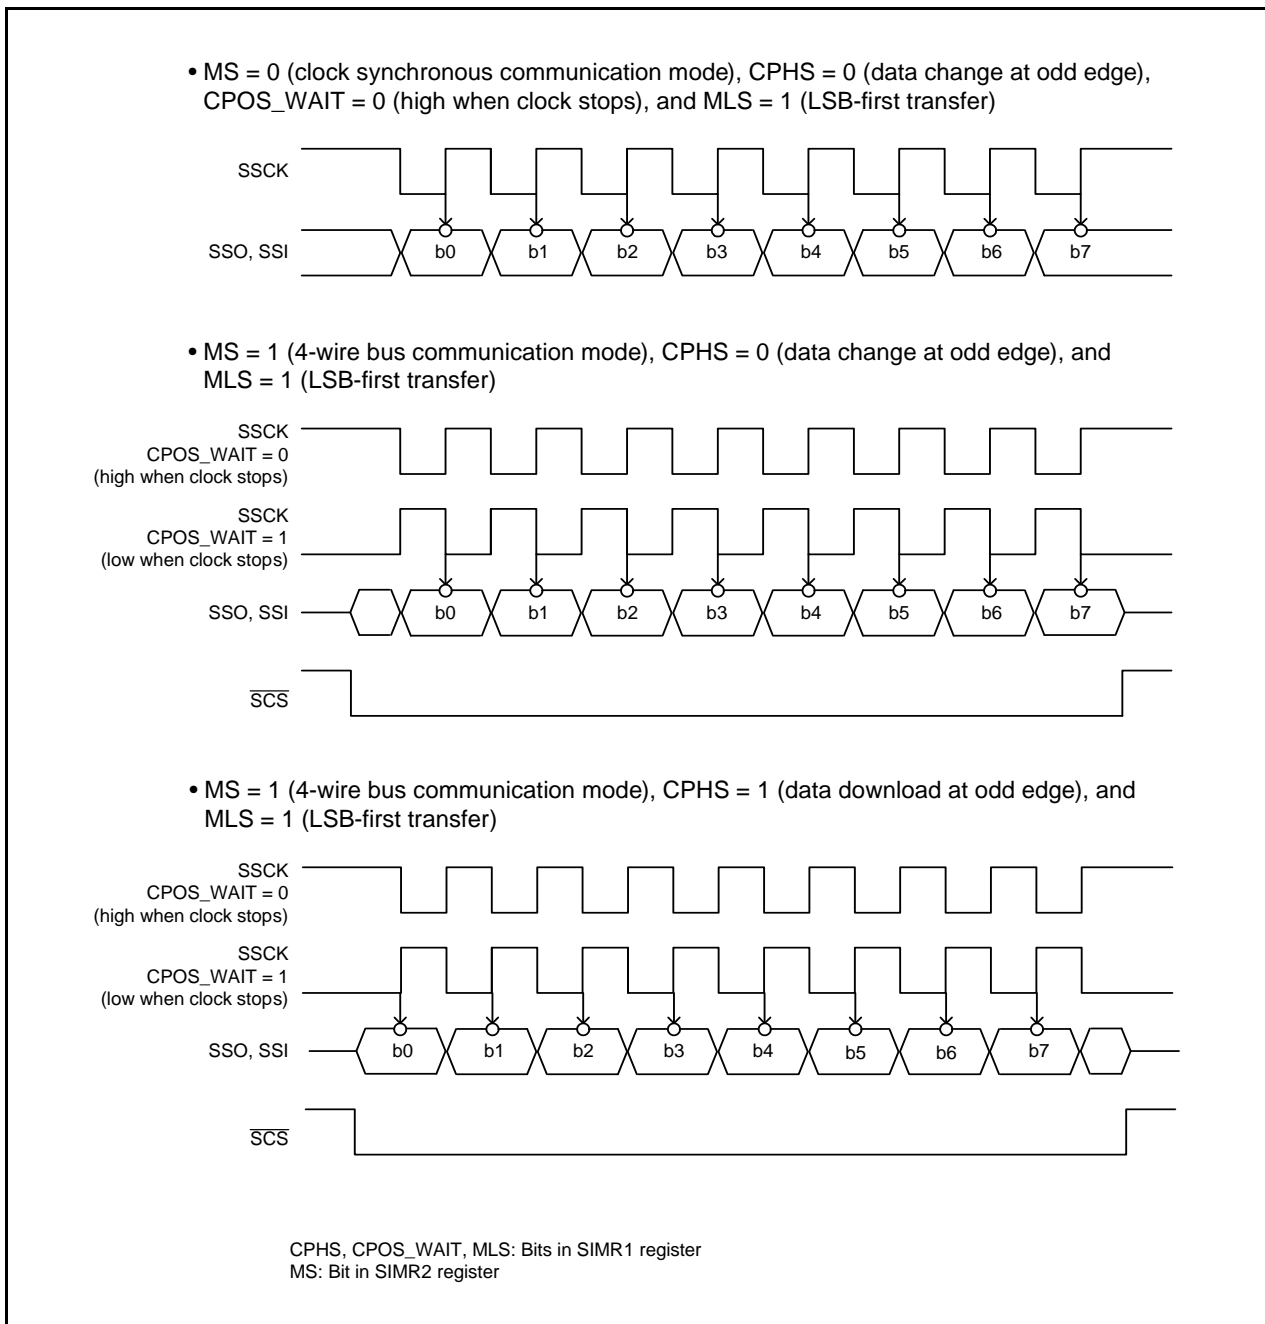 • MS = 0 (clock synchronous communication mode), CPHS = 0 (data change at odd edge),
CPOS_WAIT = 0 (high when clock stops), and MLS = 1 (LSB-first transfer)
SSCK
SSO, SSI b0 b1 b2 b3 b4 b5 b6 b7
• MS = 1 (4-wire bus communication mode), CPHS = 0 (data change at odd edge), and
MLS = 1 (LSB-first transfer)
SSCK
CPOS_WAIT = 0
(high when clock stops)
SSCK
CPOS_WAIT = 1
(low when clock stops)
SSO, SSI b0 b1 b2 b3 b4 b5 b6 b7
SCS
• MS = 1 (4-wire bus communication mode), CPHS = 1 (data download at odd edge), and
MLS = 1 (LSB-first transfer)
SSCK
CPOS_WAIT = 0
(high when clock stops)
SSCK
CPOS_WAIT = 1
(low when clock stops)
SSO, SSI b0 b1 b2 b3 b4 b5 b6 b7
SCS
CPHS, CPOS_WAIT, MLS: Bits in SIMR1 register
MS: Bit in SIMR2 register